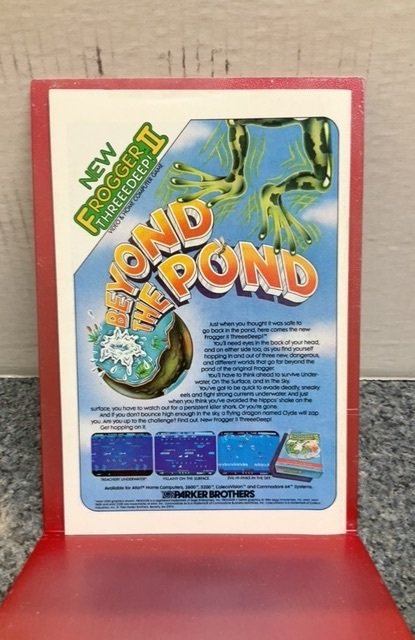 NEW
FROGGER II
THREEEDEEP!
VIDEO & HOME COMPUTER GAME
BEYOND
THE POND
Just when you thought it was safe to
go back in the pond, here comes the new
Frogger II ThreeeDeep!
You'll need eyes in the back of your head,
and on either side too, as you find yourself
hopping in and out of three new, dangerous,
and different worlds that go far beyond the
pond of the original Frogger.
You'll have to think ahead to survive Under-
water, On the Surface, and In The Sky.
You've got to be quick to evade deadly, sneaky
eels and fight strong currents underwater. And just
when you think you've avoided the hippos' shake on the
surface, you have to watch out for a persistent killer shark. Or you're gone.
And if you don't bounce high enough in the sky, a flying dragon named Clyde will zap
you. Are you up to the challenge? Find out. New Frogger II ThreeeDeep!
Get hopping on it.
TREACHERY UNDERWATER
VILLAINY ON THE SURFACE
EVIL IN-FINKS IN THE SKY
Available for Atari Home Computers, 2600, 5200, ColecoVision and Commodore 64 Systems.
PARKER BROTHERS